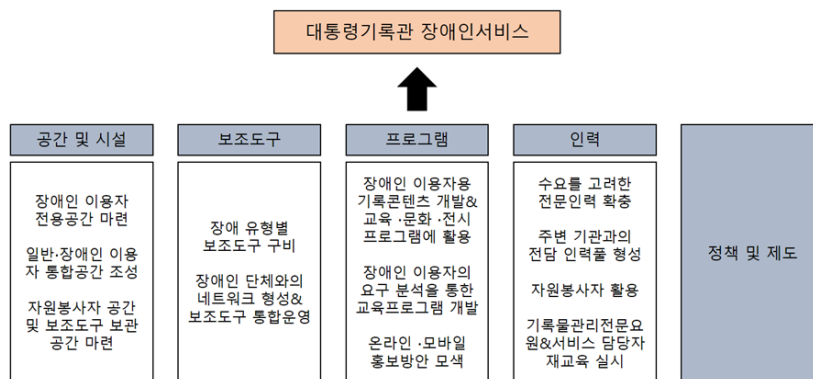 대통령기록관 장애인서비스
공간 및 시설
장애인 이용자
전용공간 마련
일반·장애인 이용
자 통합공간 조성
자원봉사자 공간
및 보조도구 보관
공간 마련
보조도구
장애 유형별
보조도구 구비
장애인 단체와의
네트워크 형성&
보조도구 통합운영
프로그램
장애인 이용자용
기록콘텐츠 개발&
교육 ·문화 ·전시
프로그램에 활용
장애인 이용자의
요구 분석을 통한
교육프로그램 개발
온라인 ·모바일
홍보방안 모색
인력
수요를 고려한
전문인력 확충
주변 기관과의
전담 인력풀 형성
자원봉사자 활용
기록물관리전문요
원&서비스 담당자
재교육 실시
정책 및 제도